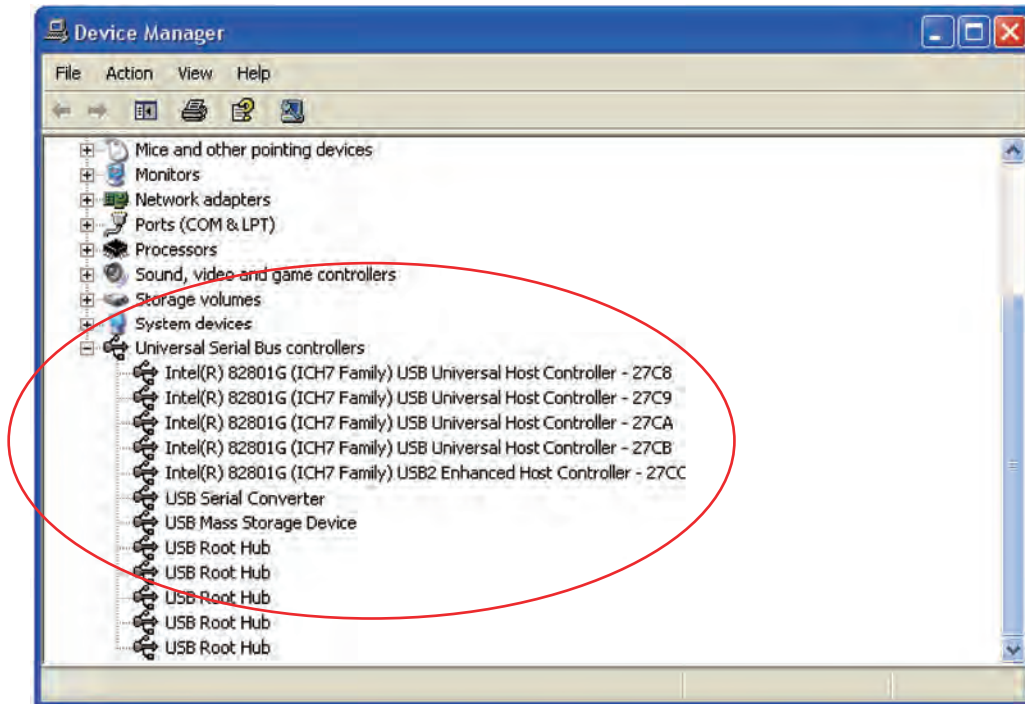 Device Manager
File Action View Help
Mice and other pointing devices
Monitors
Network adapters
Ports (COM & LPT)
Processors
Sound, video and game controllers
Storage volumes
System devices
Universal Serial Bus controllers
Intel(R) 82801G (ICH7 Family) USB Universal Host Controller - 27C8
Intel(R) 82801G (ICH7 Family) USB Universal Host Controller - 27C9
Intel(R) 82801G (ICH7 Family) USB Universal Host Controller - 27CA
Intel(R) 82801G (ICH7 Family) USB Universal Host Controller - 27CB
Intel(R) 82801G (ICH7 Family) USB2 Enhanced Host Controller - 27CC
USB Serial Converter
USB Mass Storage Device
USB Root Hub
USB Root Hub
USB Root Hub
USB Root Hub
USB Root Hub